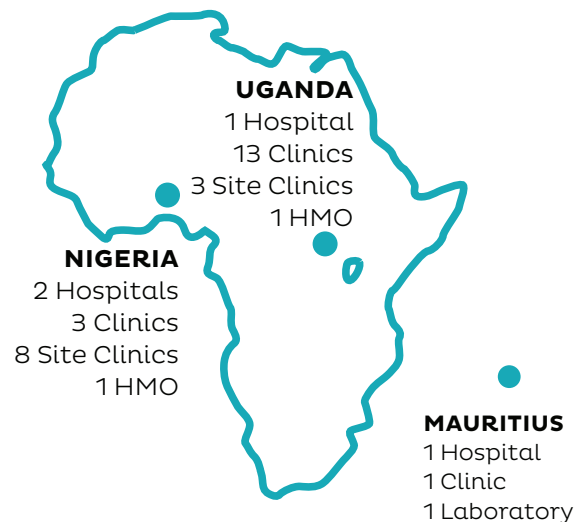 UGANDA
1 Hospital
13 Clinics
3 Site Clinics
1 HMO
NIGERIA
2 Hospitals
3 Clinics
8 Site Clinics
1 HMO
MAURITIUS
1 Hospital
1 Clinic
1 Laboratory